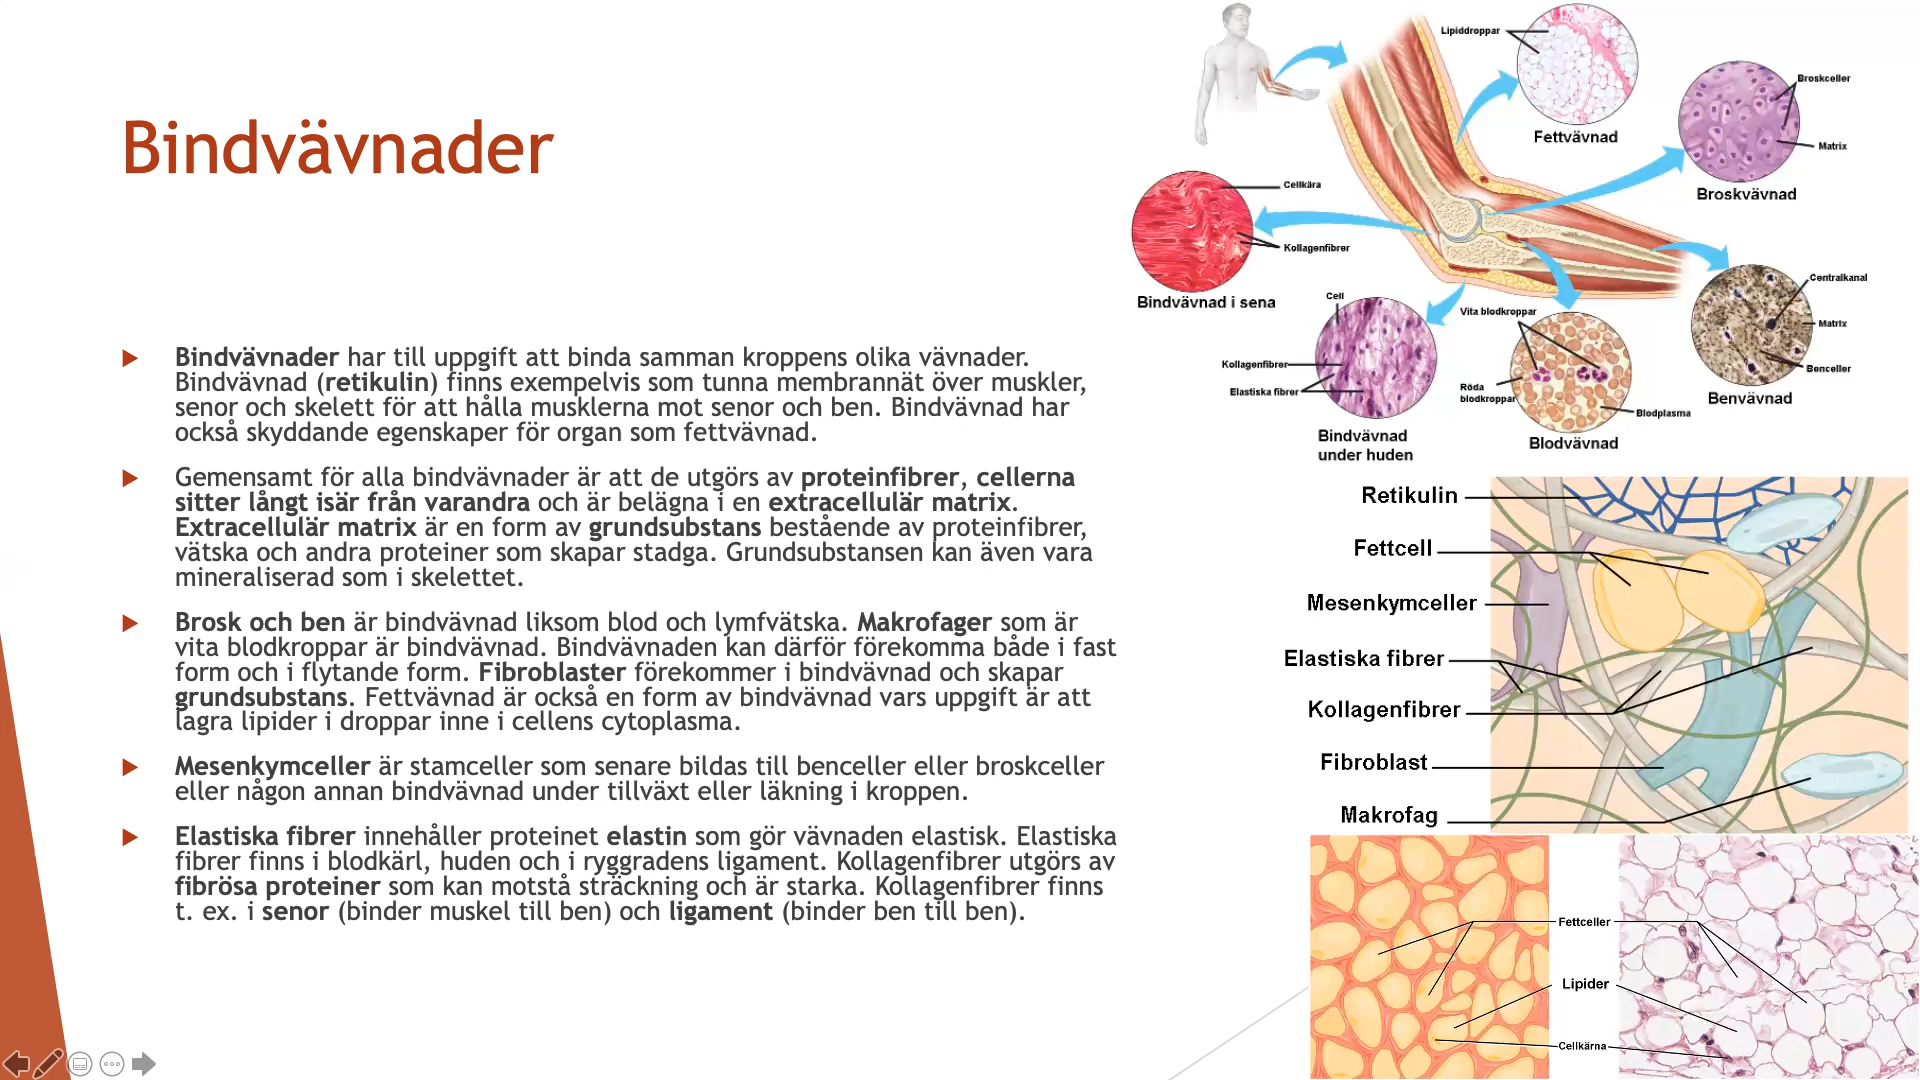 Bindvävnader
Bindvävnader har till uppgift att binda samman kroppens olika vävnader.
Bindvävnad (retikulin) finns exempelvis som tunna membrannät över muskler,
senor och skelett för att hålla musklerna mot senor och ben. Bindvävnad har
också skyddande egenskaper för organ som fettvävnad.
Gemensamt för alla bindvävnader är att de utgörs av proteinfibrer, cellerna
sitter långt isär från varandra och är belägna i en extracellulär matrix.
Extracellulär matrix är en form av grundsubstans bestående av proteinfibrer,
vätska och andra proteiner som skapar stadga. Grundsubstansen kan även vara
mineraliserad som i skelettet.
Brosk och ben är bindvävnad liksom blod och lymfvätska. Makrofager som är
vita blodkroppar är bindvävnad. Bindvävnaden kan därför förekomma både i fast
form och i flytande form. Fibroblaster förekommer i bindvävnad och skapar
grundsubstans. Fettvävnad är också en form av bindvävnad vars uppgift är att
lagra lipider i droppar inne i cellens cytoplasma.
Mesenkymceller är stamceller som senare bildas till benceller eller broskceller
eller någon annan bindvävnad under tillväxt eller läkning i kroppen.
Elastiska fibrer innehåller proteinet elastin som gör vävnaden elastisk. Elastiska
fibrer finns i blodkärl, huden och i ryggradens ligament. Kollagenfibrer utgörs av
fibrösa proteiner som kan motstå sträckning och är starka. Kollagenfibrer finns
t. ex. i senor (binder muskel till ben) och ligament (binder ben till ben).
Lipiddroppar
Fettvävnad
Broskceller
Matrix
Broskvävnad
Cellkära
Kollagenfibrer
Bindvävnad i sena
Cell
Kollagenfibrer
Elastiska fibrer
Bindvävnad
under huden
Vita blodkroppar
Röda
blodkroppar
Blodplasma
Blodvävnad
Centralkanal
Matrix
Benceller
Benvävnad
Retikulin
Fettcell
Mesenkymceller
Elastiska fibrer
Kollagenfibrer
Fibroblast
Makrofag
Fettceller
Lipider
Cellkärna